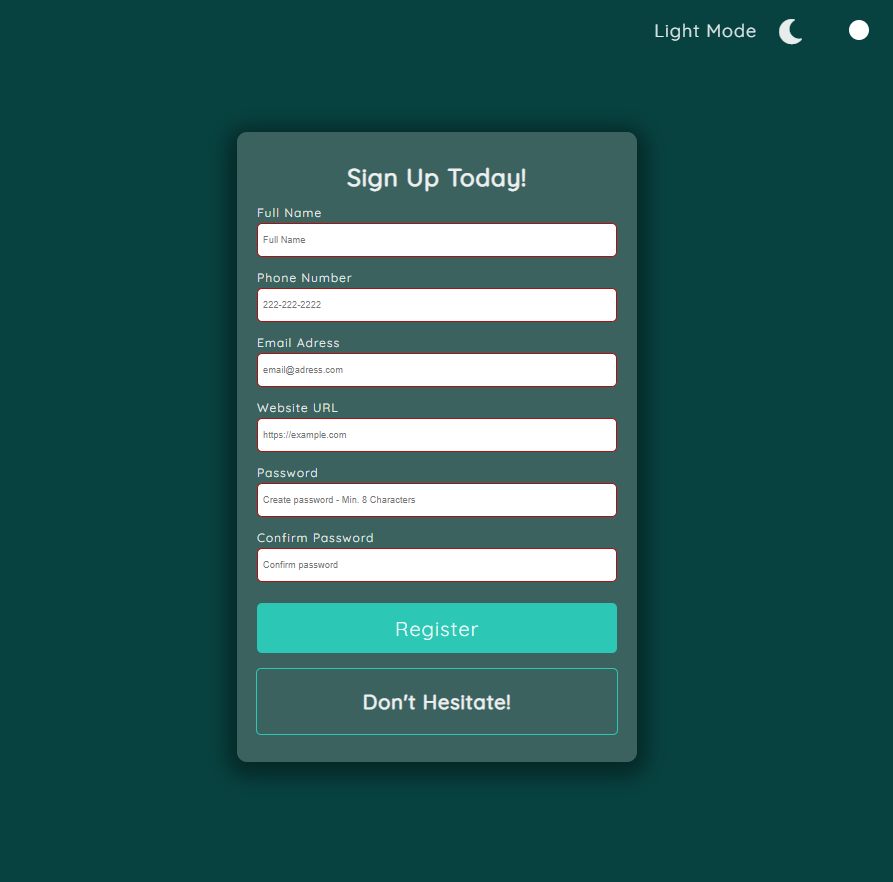 Light Mode
Sign Up Today!
Full Name
Full Name
Phone Number
222-222-2222
Email Adress
email@adress.com
Website URL
https://example.com
Password
Create password - Min. 8 Characters
Confirm Password
Confirm password
Register
Don't Hesitate!